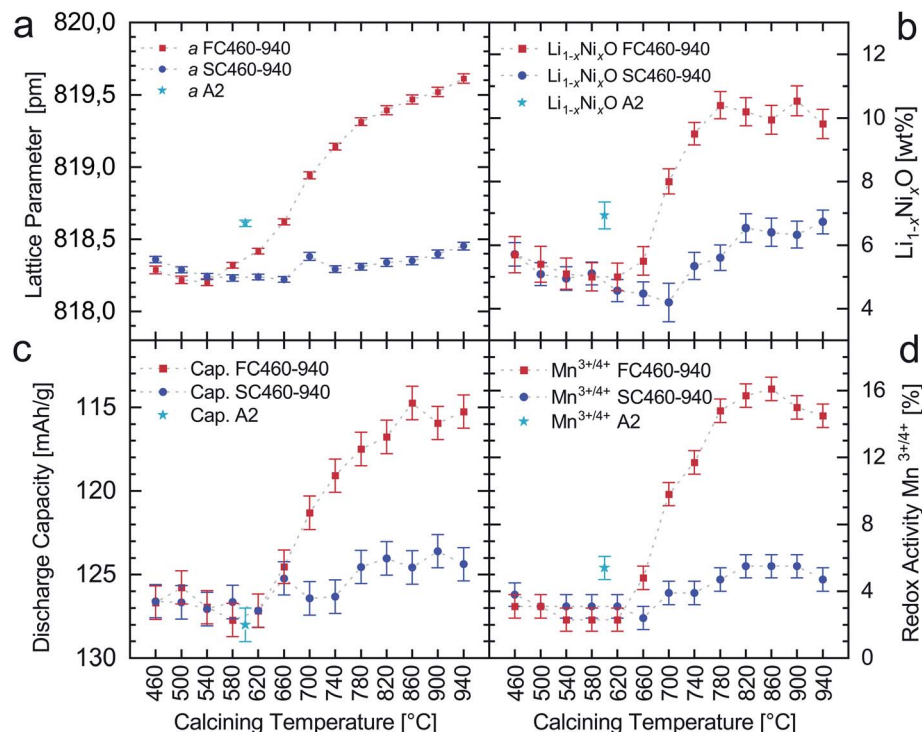 a
820,0
819,5
819,0
818,5
818,0
Lattice Parameter [pm]
a FC460-940
a SC460-940
a A2
b
12
10
8
6
4
Li1-xNixO [wt%]
Li1-xNixO FC460-940
Li1-xNixO SC460-940
Li1-xNixO A2
c
115
120
125
130
Discharge Capacity [mAh/g]
Cap. FC460-940
Cap. SC460-940
Cap. A2
460 500 540 580 620 660 700 740 780 820 860 900 940
Calcining Temperature [°C]
d
16
12
8
4
0
Redox Activity Mn 3+/4+ [%]
Mn3+/4+ FC460-940
Mn3+/4+ SC460-940
Mn3+/4+ A2
460 500 540 580 620 660 700 740 780 820 860 900 940
Calcining Temperature [°C]